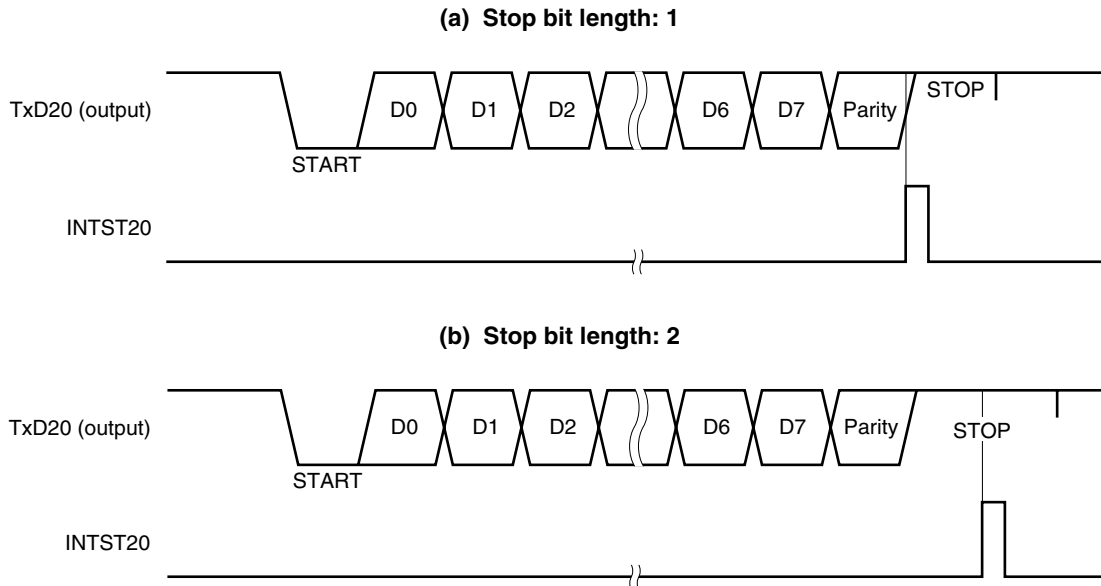 (a) Stop bit length: 1
TxD20 (output)
D0 D1 D2 D6 D7 Parity STOP
START
INTST20
(b) Stop bit length: 2
TxD20 (output)
D0 D1 D2 D6 D7 Parity STOP
START
INTST20